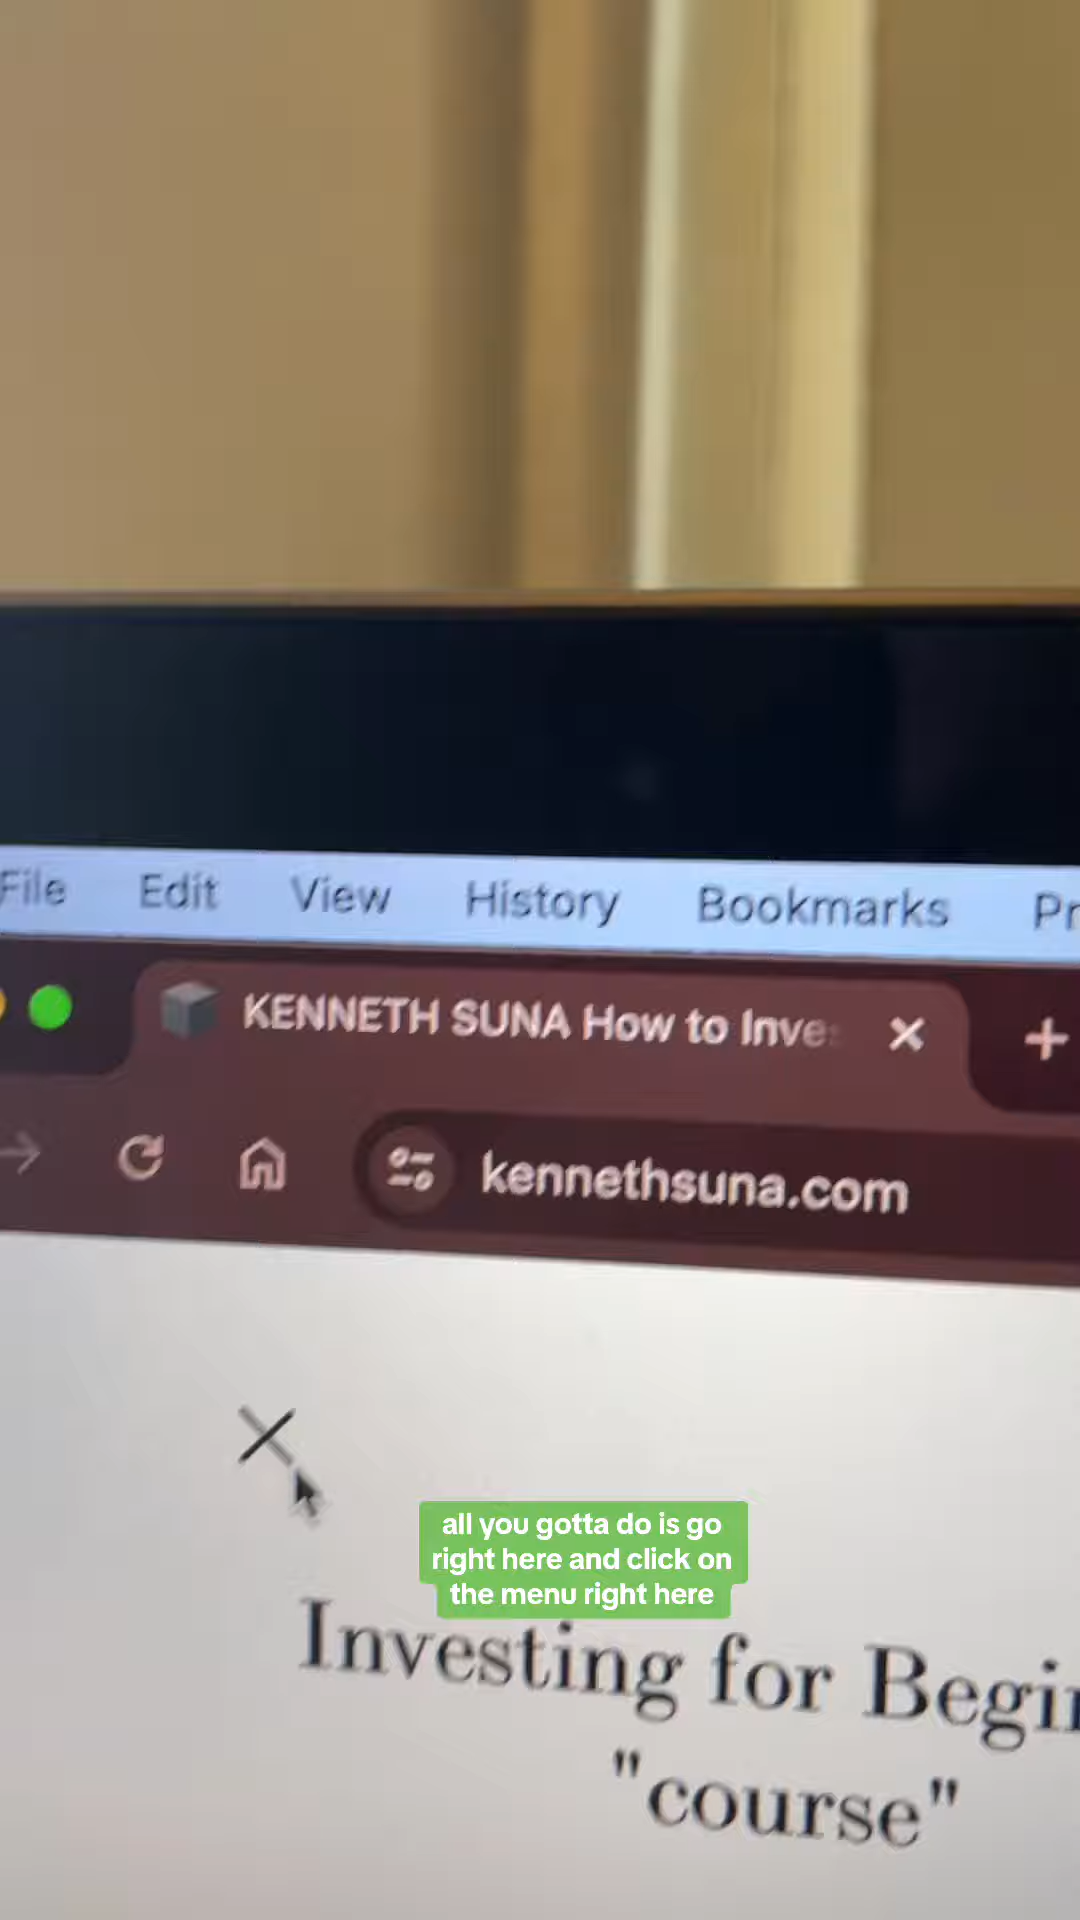 File Edit View History Bookmarks
KENNETH SUNA How to Inve
kennethsuna.com
all you gotta do is go
right here and click on
the menu right here
Investing for Begin
"course"